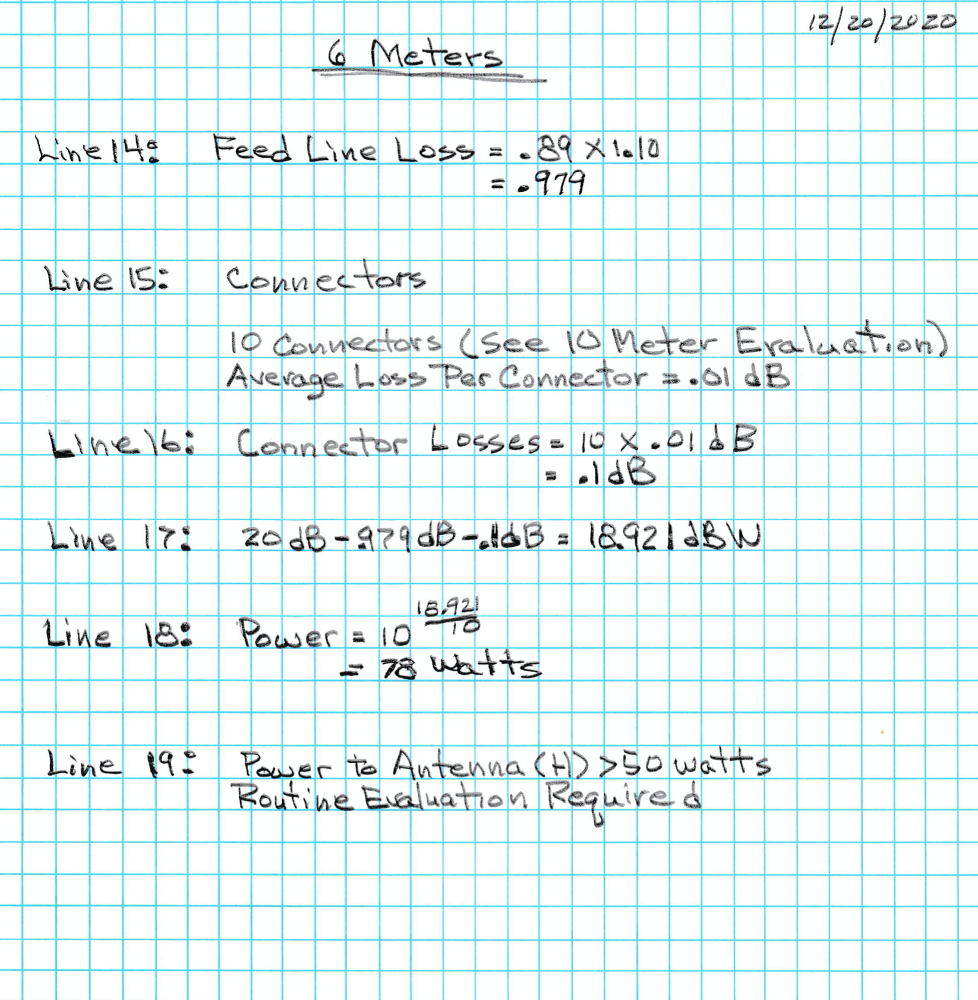 12/20/2020
6 Meters
Line 14: Feed Line Loss = .89 X 1.10
= .979
Line 15: Connectors
10 Connectors (See 10 Meter Evaluation)
Average Loss Per Connector = .01 dB
Line 16: Connector Losses = 10 X .01 dB
= .1 dB
Line 17: 20 dB - .979 dB - .1 dB = 18.921 dBW
Line 18: Power = 10 18.921/10
= 78 Watts
Line 19: Power to Antenna (H) > 50 watts
Routine Evaluation Required